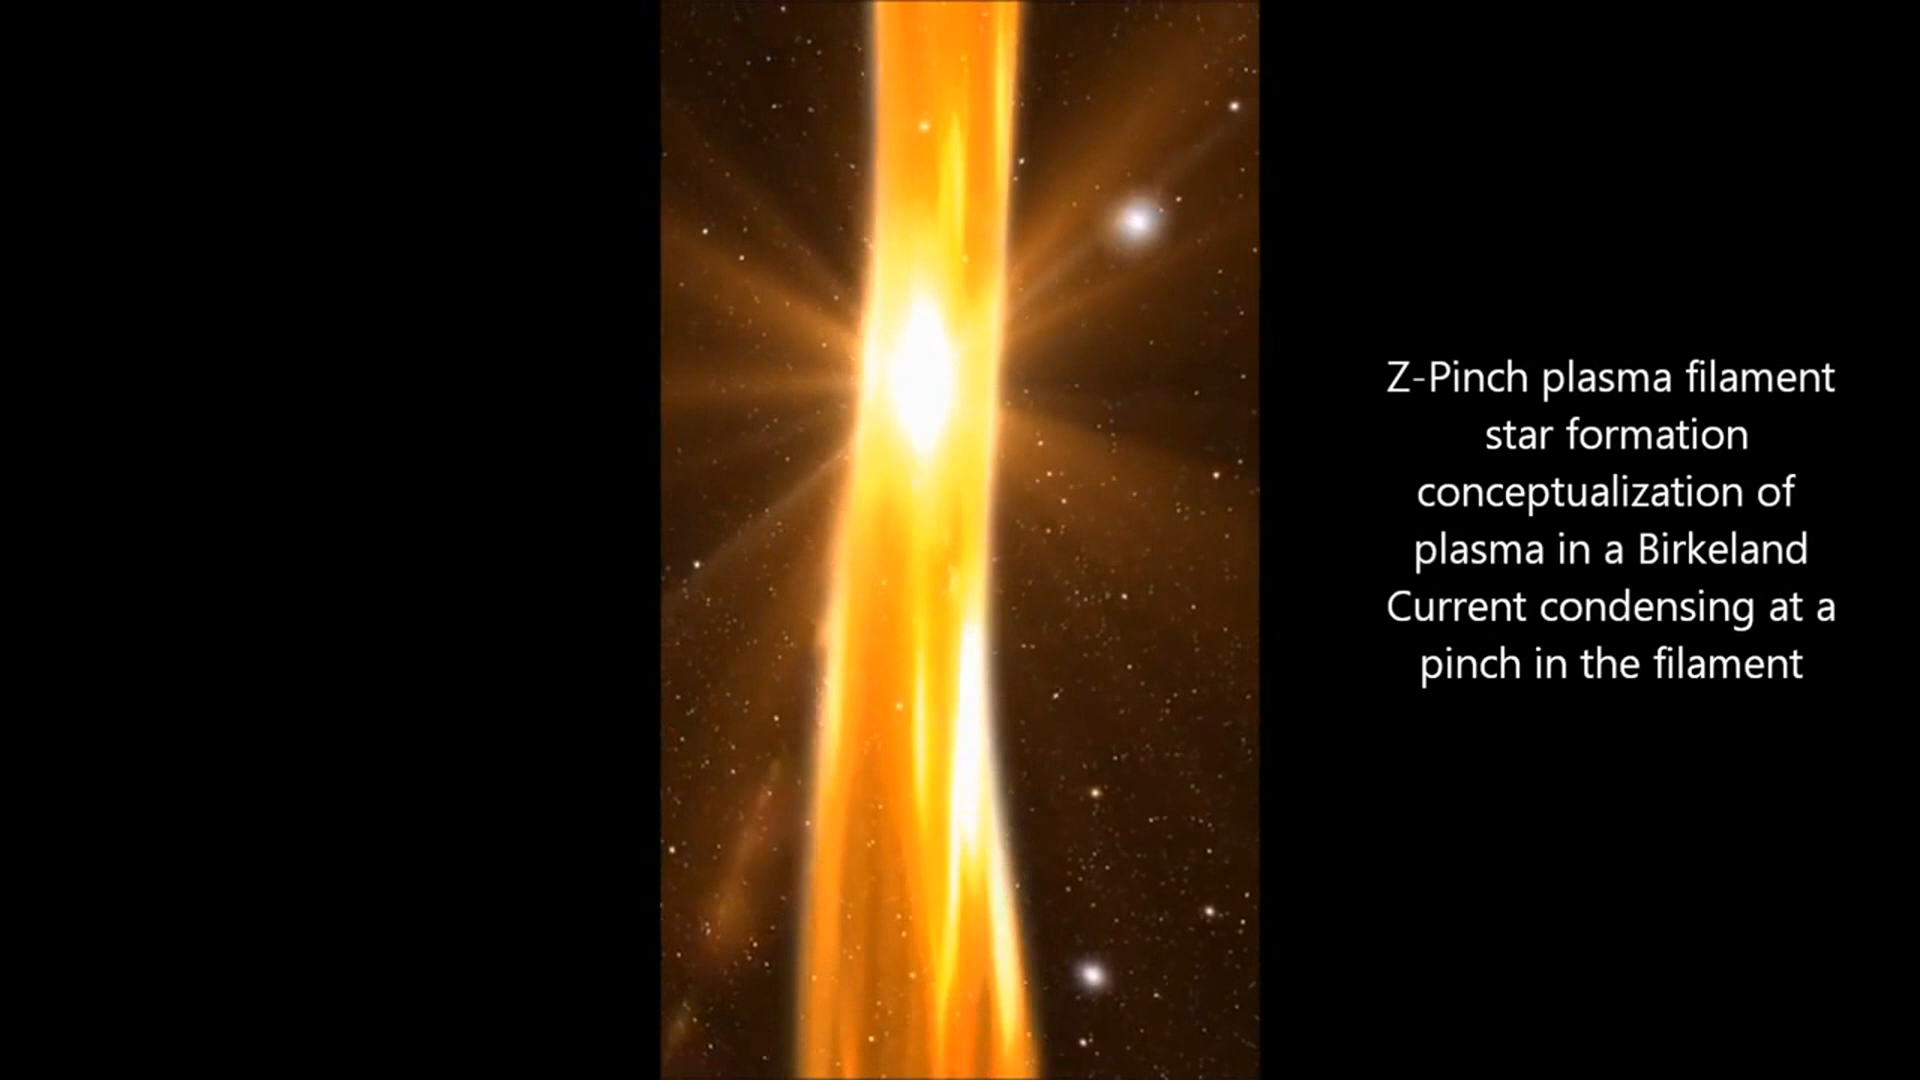 Z-Pinch plasma filament
star formation
conceptualization of
plasma in a Birkeland
Current condensing at a
pinch in the filament